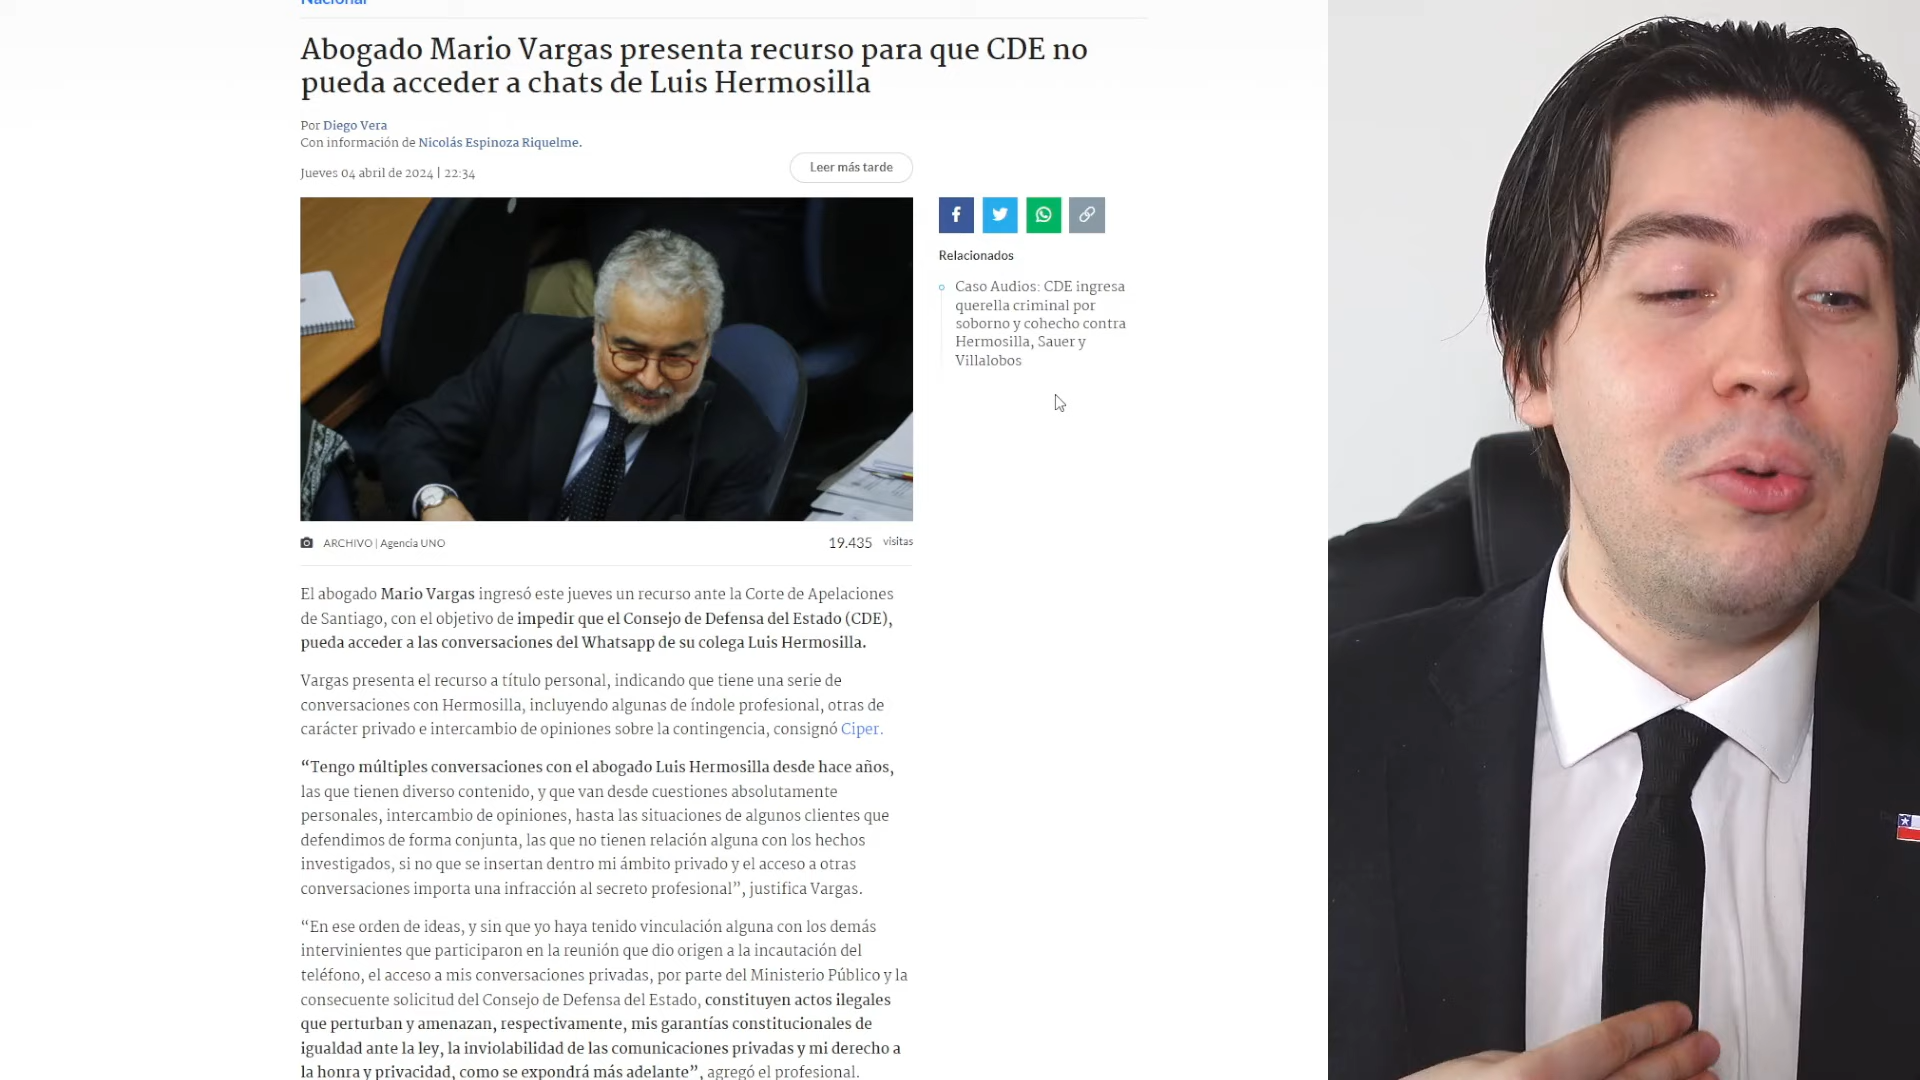 Nacional
Abogado Mario Vargas presenta recurso para que CDE no
pueda acceder a chats de Luis Hermosilla
Por Diego Vera
Con información de Nicolás Espinoza Riquelme.
Jueves 04 abril de 2024 | 22:34
Leer más tarde
Relacionados
Caso Audios: CDE ingresa
querella criminal por
soborno y cohecho contra
Hermosilla, Sauer y
Villalobos
ARCHIVO | Agencia UNO
19.435 visitas
El abogado Mario Vargas ingresó este jueves un recurso ante la Corte de Apelaciones
de Santiago, con el objetivo de impedir que el Consejo de Defensa del Estado (CDE),
pueda acceder a las conversaciones del Whatsapp de su colega Luis Hermosilla.
Vargas presenta el recurso a título personal, indicando que tiene una serie de
conversaciones con Hermosilla, incluyendo algunas de índole profesional, otras de
carácter privado e intercambio de opiniones sobre la contingencia, consignó Ciper.
“Tengo múltiples conversaciones con el abogado Luis Hermosilla desde hace años,
las que tienen diverso contenido, y que van desde cuestiones absolutamente
personales, intercambio de opiniones, hasta las situaciones de algunos clientes que
defendimos de forma conjunta, las que no tienen relación alguna con los hechos
investigados, si no que se insertan dentro mi ámbito privado y el acceso a otras
conversaciones importa una infracción al secreto profesional”, justifica Vargas.
“En ese orden de ideas, y sin que yo haya tenido vinculación alguna con los demás
intervinientes que participaron en la reunión que dio origen a la incautación del
teléfono, el acceso a mis conversaciones privadas, por parte del Ministerio Público y la
consecuente solicitud del Consejo de Defensa del Estado, constituyen actos ilegales
que perturban y amenazan, respectivamente, mis garantías constitucionales de
igualdad ante la ley, la inviolabilidad de las comunicaciones privadas y mi derecho a
la honra y privacidad, como se expondrá más adelante”, agregó el profesional.